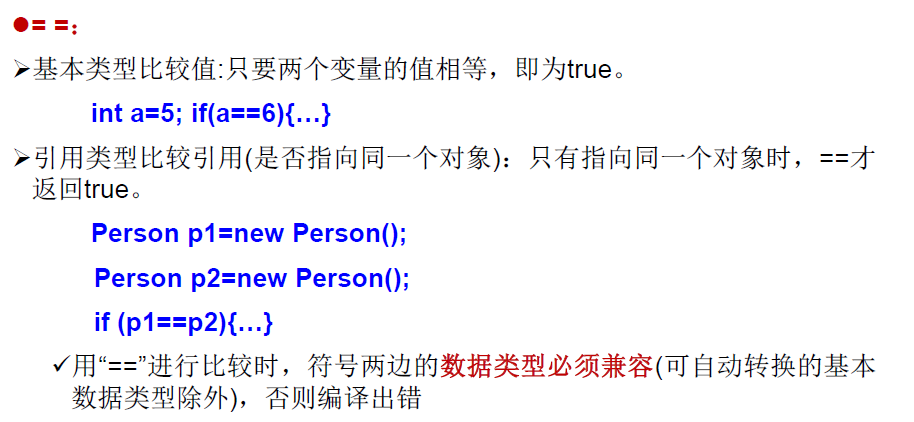 ●= =：
➢基本类型比较值:只要两个变量的值相等，即为true。
int a=5; if(a==6){…}
➢引用类型比较引用(是否指向同一个对象)：只有指向同一个对象时，==才
返回true。
Person p1=new Person();
Person p2=new Person();
if (p1==p2){…}
✓用“==”进行比较时，符号两边的数据类型必须兼容(可自动转换的基本
数据类型除外)，否则编译出错